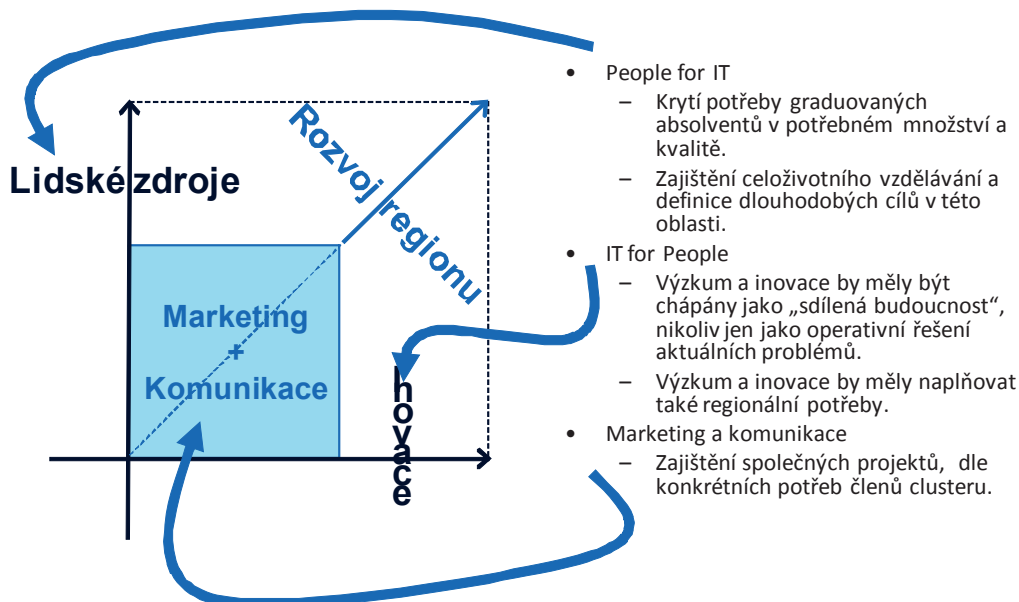 Lidské zdroje
Rozvoj regionu
Marketing
+
Komunikace
hovače
• People for IT
– Krytí potřeby graduovaných
absolventů v potřebném množství a
kvalitě.
– Zajištění celoživotního vzdělávání a
definice dlouhodobých cílů v této
oblasti.
• IT for People
– Výzkum a inovace by měly být
chápány jako „sdílená budoucnost“,
nikoliv jen jako operativní řešení
aktuálních problémů.
– Výzkum a inovace by měly naplňovat
také regionální potřeby.
• Marketing a komunikace
– Zajištění společných projektů, dle
konkrétních potřeb členů clusteru.